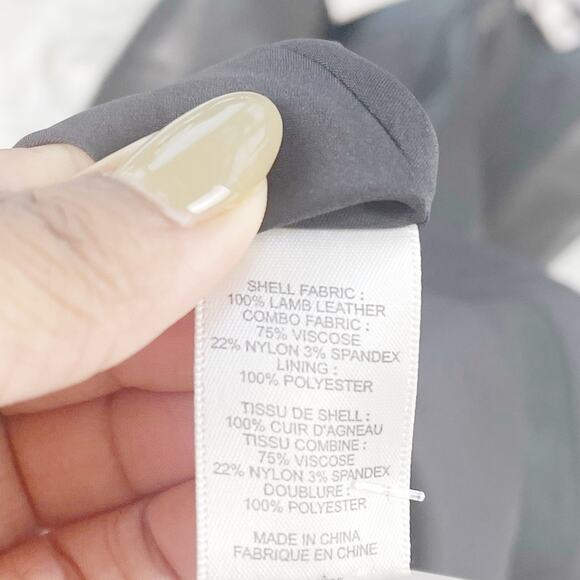 SHELL FABRIC :
100% LAMB LEATHER
COMBO FABRIC :
75% VISCOSE
22% NYLON 3% SPANDEX
LINING :
100% POLYESTER
TISSU DE SHELL :
100% CUIR D'AGNEAU
TISSU COMBINE :
75% VISCOSE
22% NYLON 3% SPANDEX
DOUBLURE :
100% POLYESTER
MADE IN CHINA
FABRIQUE EN CHINE